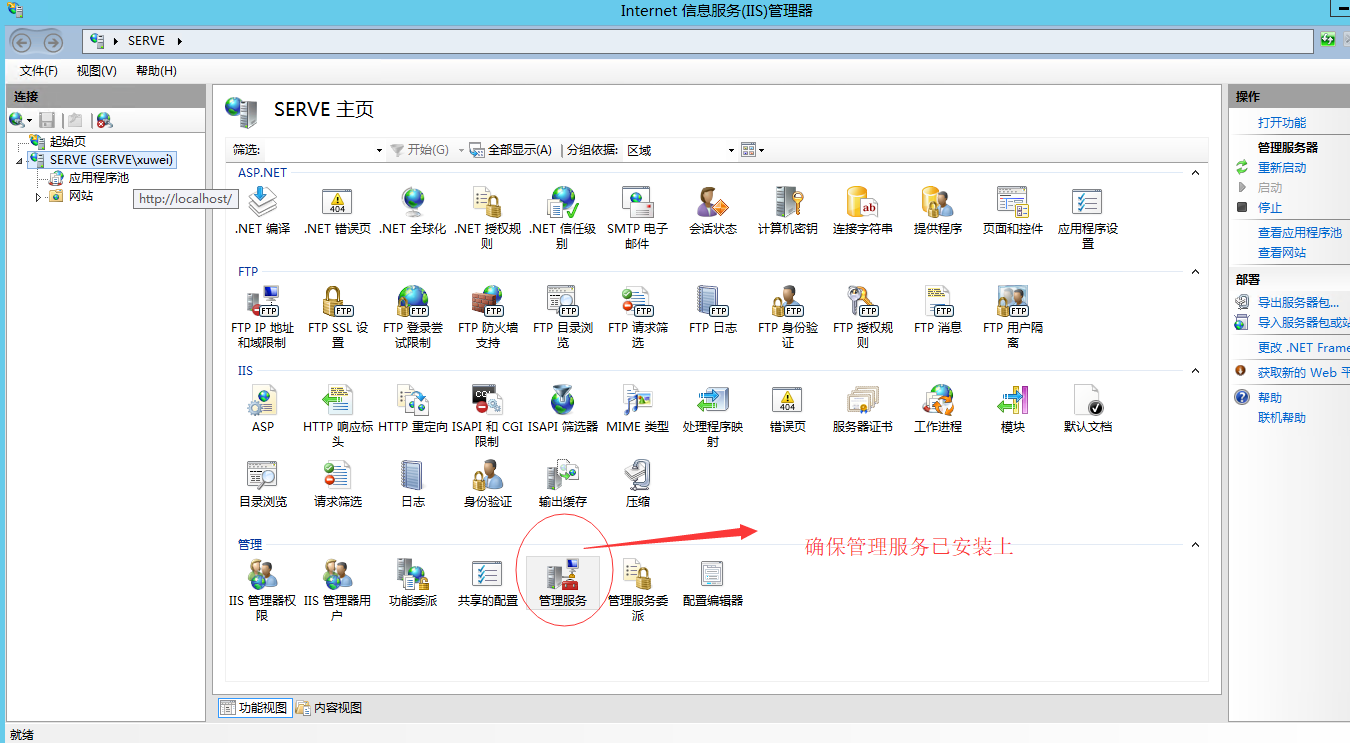 Internet 信息服务(IIS)管理器
SERVE
文件(F) 视图(V) 帮助(H)
连接
起始页
SERVE (SERVE\xuwei)
应用程序池
网站
http://localhost/
SERVE 主页
筛选: 开始(G) 全部显示(A) 分组依据: 区域
ASP.NET
.NET 编译
.NET 错误页
.NET 全球化
.NET 授权规
则
.NET 信任级
别
SMTP 电子
邮件
会话状态
计算机密钥
连接字符串
提供程序
页面和控件
应用程序设
置
FTP
FTP IP 地址
和域限制
FTP SSL 设
置
FTP 登录尝
试限制
FTP 防火墙
支持
FTP 目录浏
览
FTP 请求筛
选
FTP 日志
FTP 身份验
证
FTP 授权规
则
FTP 消息
FTP 用户隔
离
IIS
ASP
HTTP 响应标
头
HTTP 重定向
ISAPI 和 CGI
限制
ISAPI 筛选器
MIME 类型
处理程序映
射
错误页
服务器证书
工作进程
模块
默认文档
目录浏览
请求筛选
日志
身份验证
输出缓存
压缩
管理
IIS 管理器权
限
IIS 管理器用
户
功能委派
共享的配置
管理服务
管理服务委
派
配置编辑器
确保管理服务已安装上
功能视图 内容视图
操作
打开功能
管理服务器
重新启动
启动
停止
查看应用程序池
查看网站
部署
导出服务器包...
导入服务器包或站
更改 .NET Frame
获取新的 Web 平
帮助
联机帮助
就绪